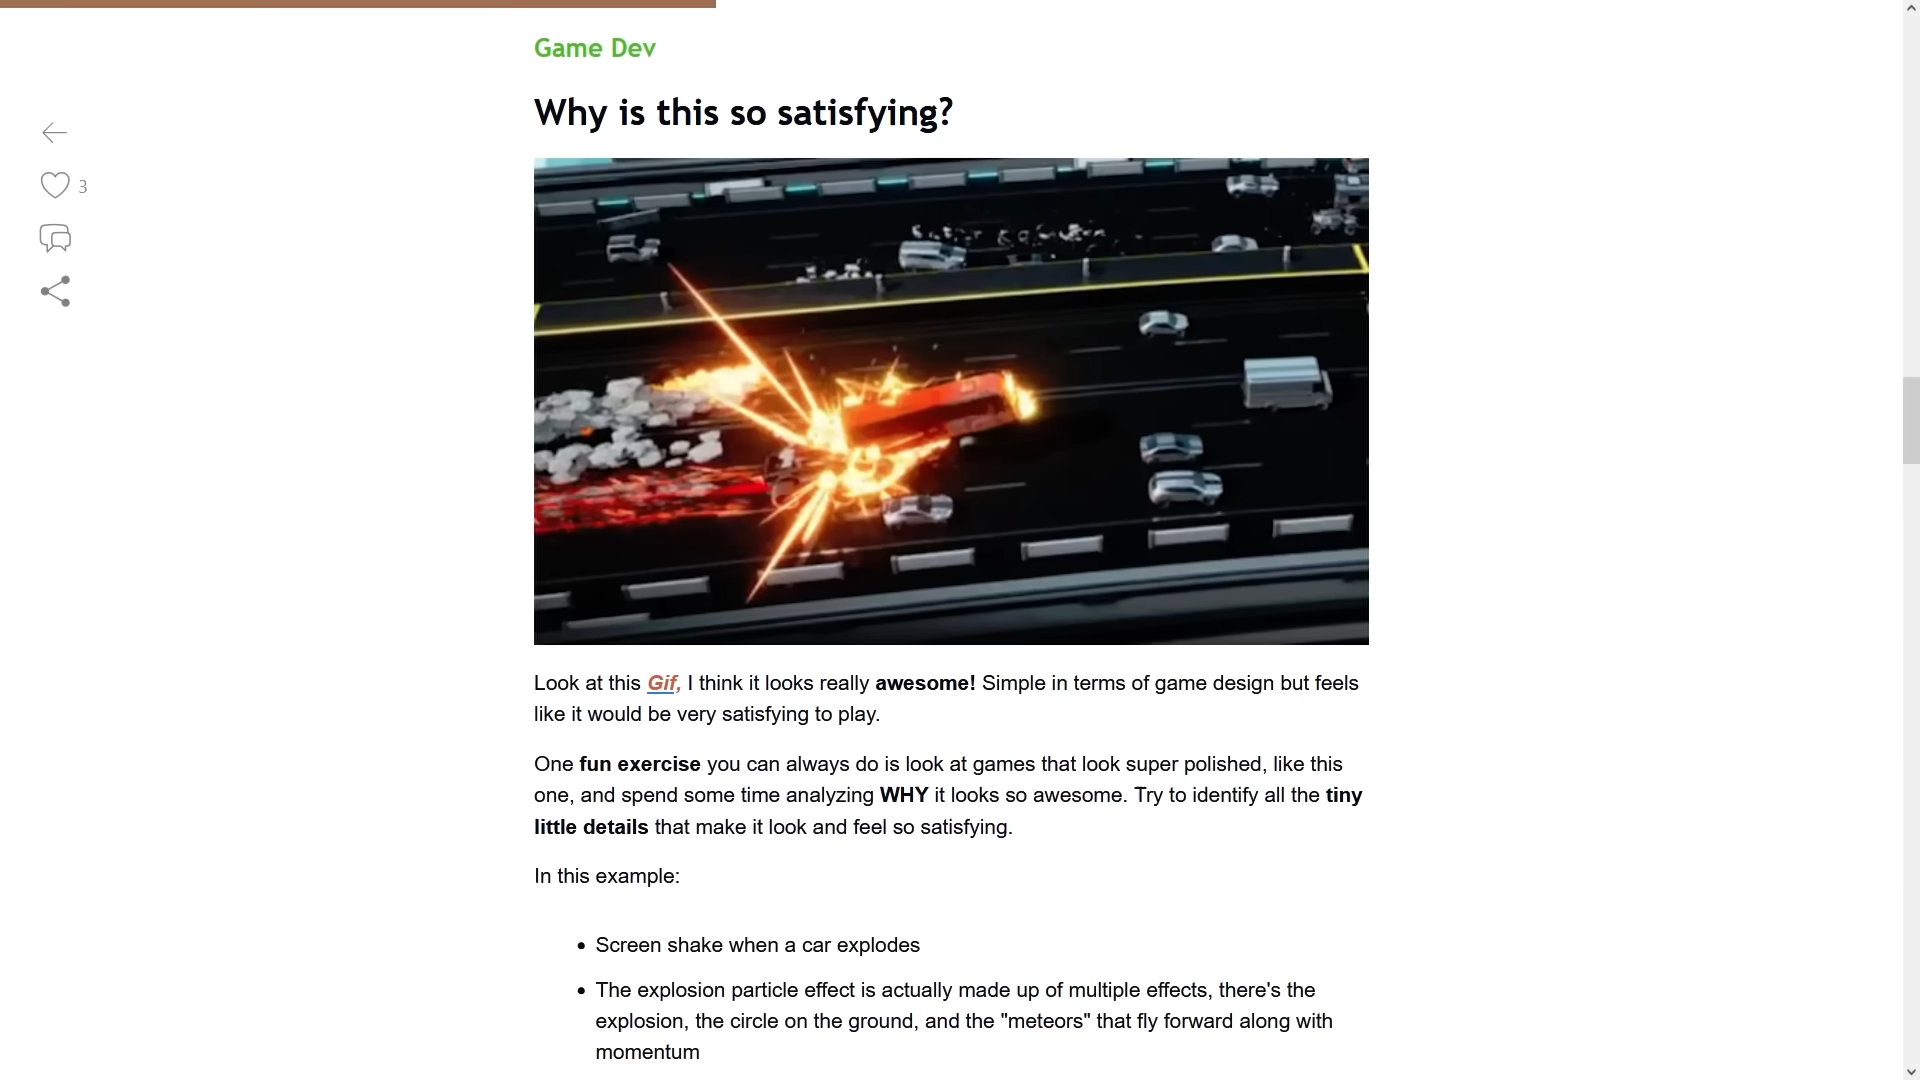 Game Dev
Why is this so satisfying?
3
Look at this Gif, I think it looks really awesome! Simple in terms of game design but feels
like it would be very satisfying to play.
One fun exercise you can always do is look at games that look super polished, like this
one, and spend some time analyzing WHY it looks so awesome. Try to identify all the tiny
little details that make it look and feel so satisfying.
In this example:
• Screen shake when a car explodes
• The explosion particle effect is actually made up of multiple effects, there's the
explosion, the circle on the ground, and the "meteors" that fly forward along with
momentum